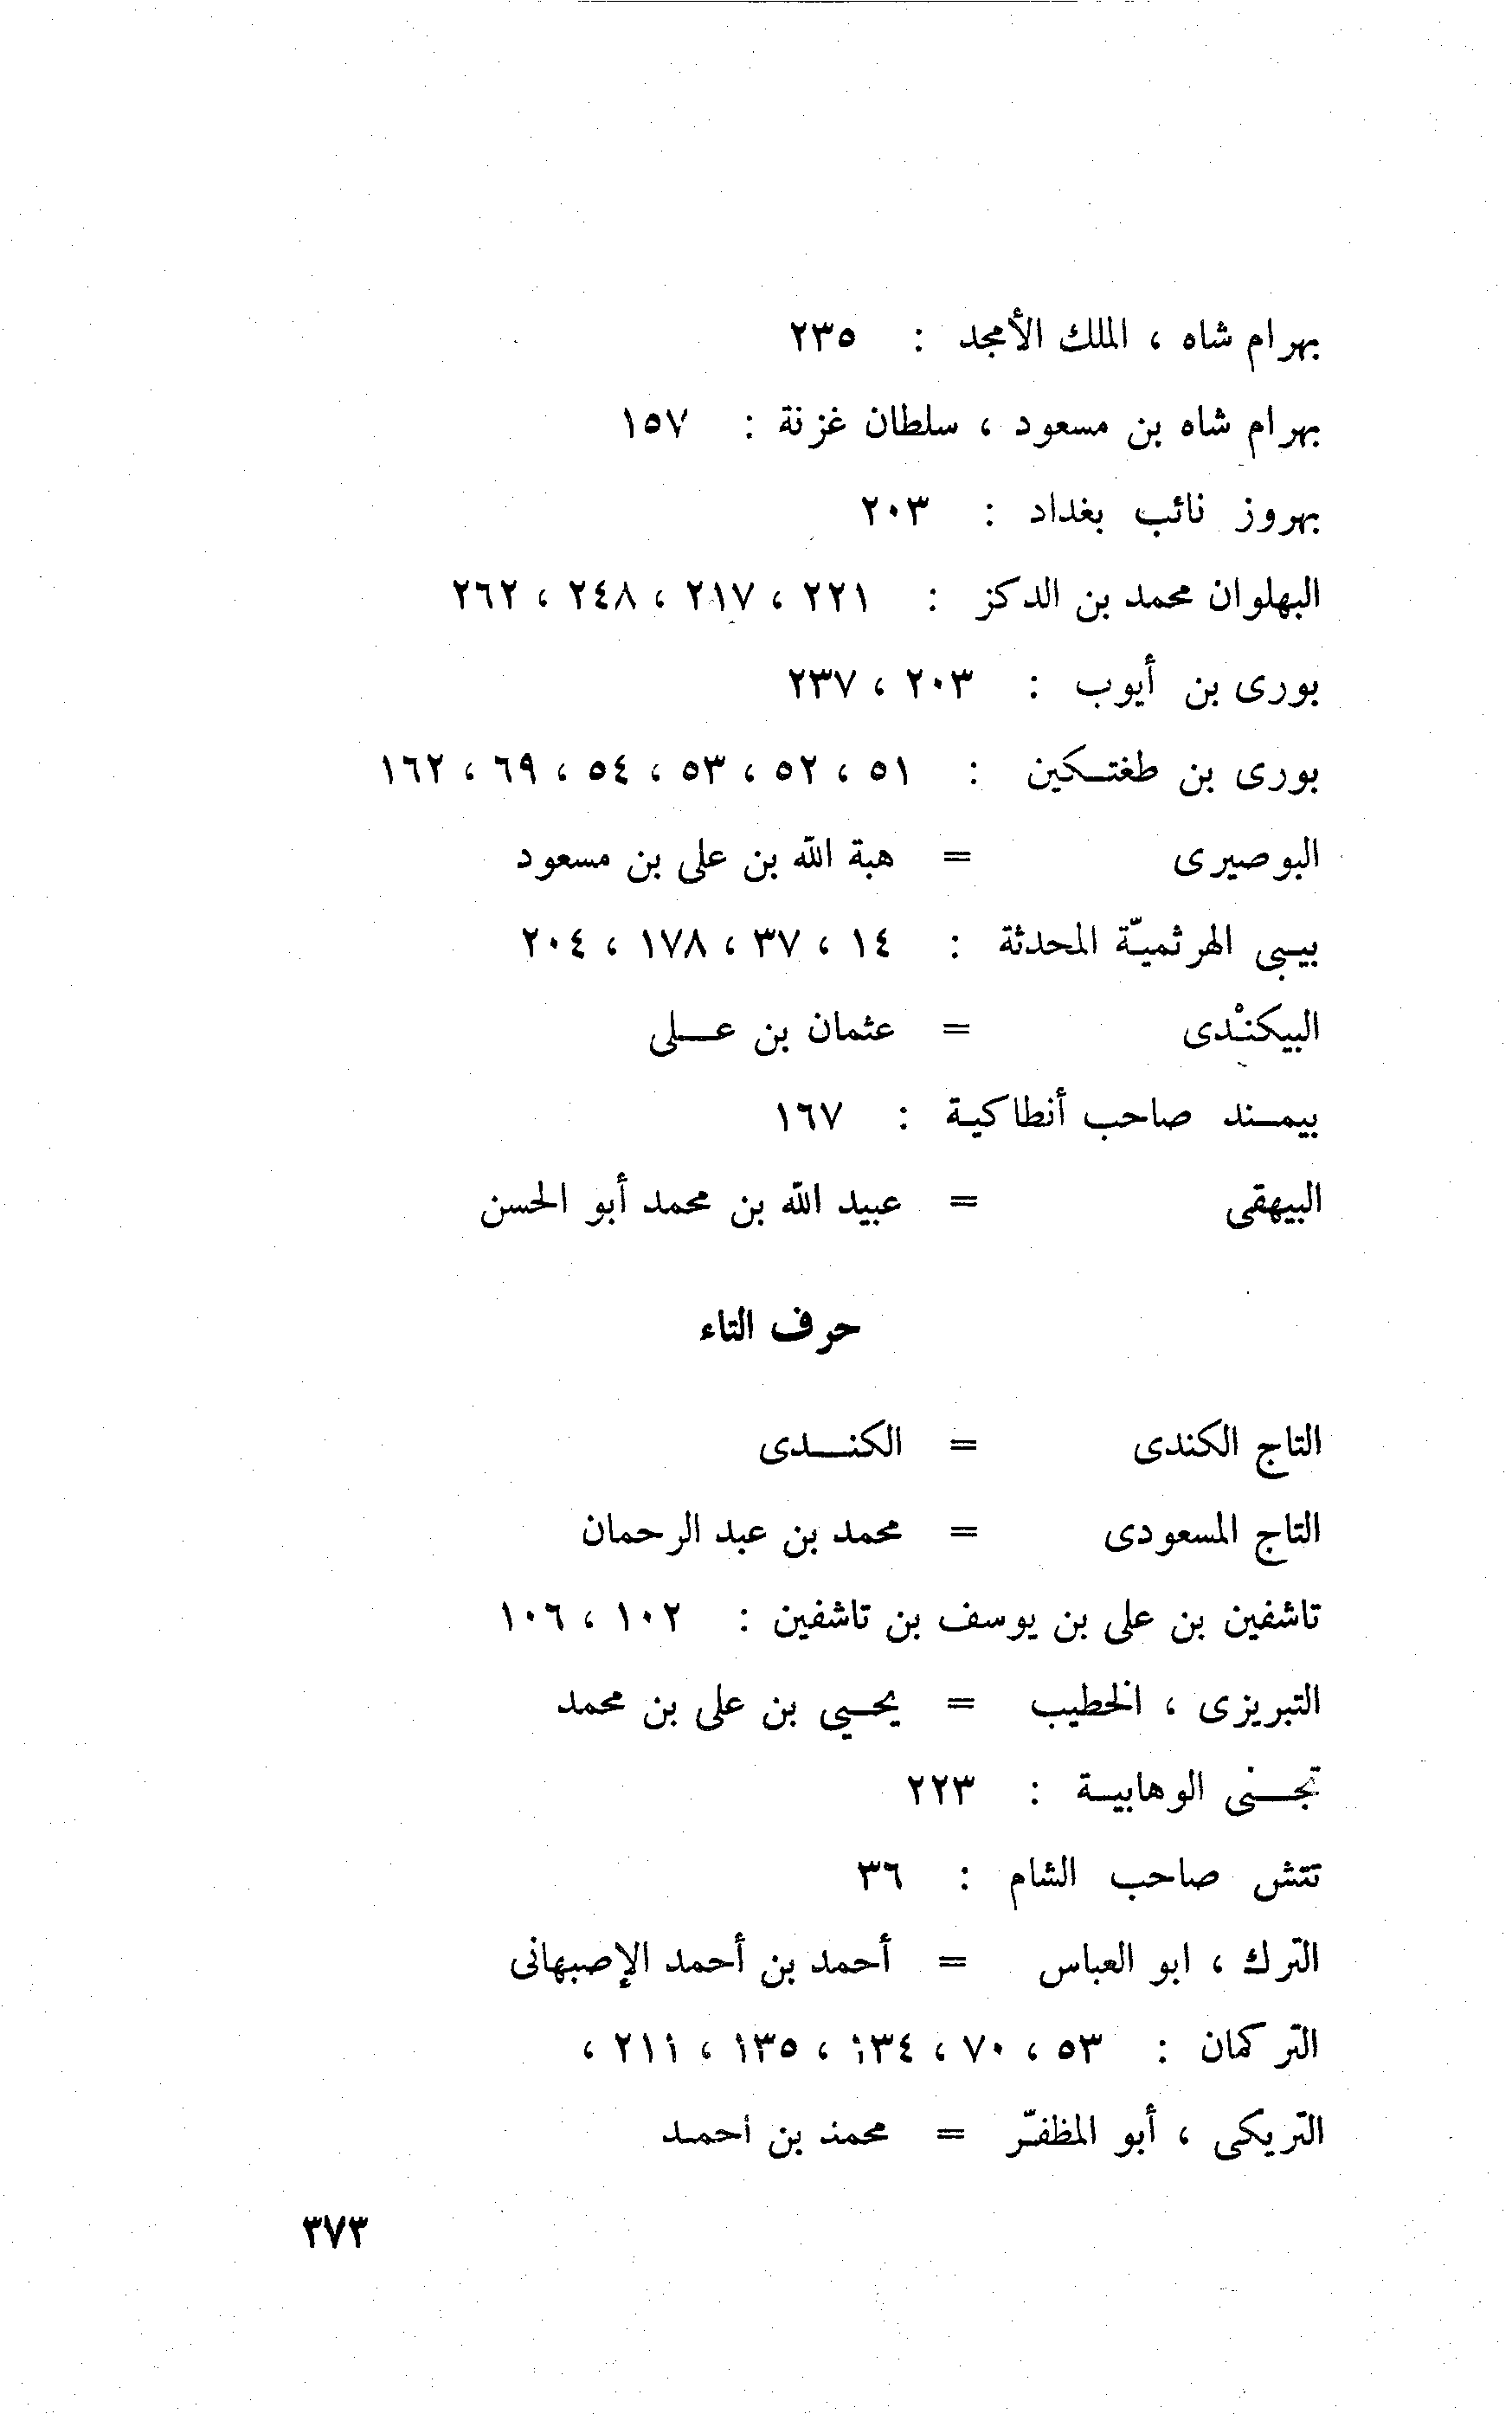 بهرام شاه ، الملك الأمجد : ٢٣٥
بهرام شاه بن مسعود ، سلطان غزنة : ١٥٧
بهروز نائب بغداد : ٢٠٣
البهلوان محمد بن الدكز : ٢٢١ ، ٢١٧ ، ٢٤٨ ، ٢٦٢
بورى بن أيوب : ٢٠٣ ، ٢٣٧
بورى بن طغتكين : ٥١ ، ٥٢ ، ٥٣ ، ٥٤ ، ٦٩ ، ١٦٢
البوصيرى = هبة الله بن على بن مسعود
بيبى الهرثميّة المحدثة : ١٤ ، ٣٧ ، ١٧٨ ، ٢٠٤
البيكنْدى = عثمان بن على
بيمند صاحب أنطاكية : ١٦٧
البيهقى = عبيد الله بن محمد أبو الحسن
حرف التاء
التاج الكندى = الكندى
التاج المسعودى = محمد بن عبد الرحمان
تاشفين بن على بن يوسف بن تاشفين : ١٠٢ ، ١٠٦
التبريزى ، الخطيب = يحيى بن على بن محمد
تجنى الوهابية : ٢٢٣
تتش صاحب الشام : ٣٦
الترك ، ابو العباس = أحمد بن أحمد الإصبهانى
التركمان : ٥٣ ، ٧٠ ، ١٣٤ ، ١٣٥ ، ٢١١ ،
التريكى ، أبو المظفّر = محمد بن احمد
٣٧٣